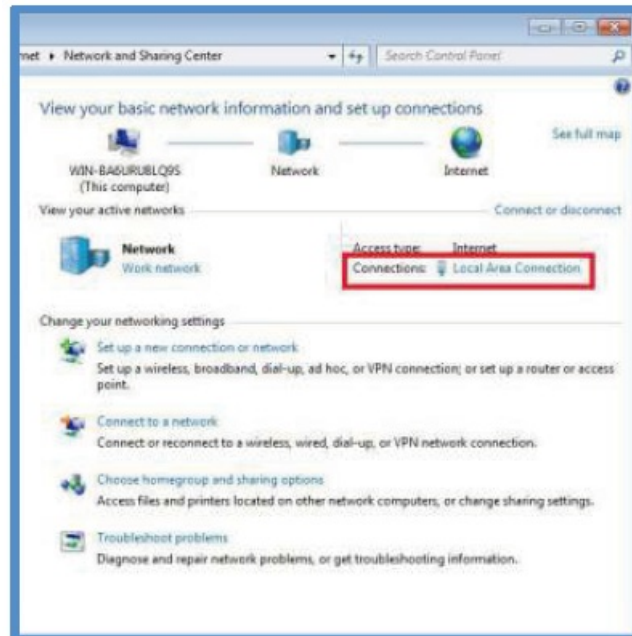 rnet ▸ Network and Sharing Center
Search Control Panel
View your basic network information and set up connections
See full map
WIN-BA6URUBLQ9S
(This computer)
Network
Internet
View your active networks
Connect or disconnect
Network
Work network
Access type: Internet
Connections: Local Area Connection
Change your networking settings
Set up a new connection or network
Set up a wireless, broadband, dial-up, ad hoc, or VPN connection; or set up a router or access
point.
Connect to a network
Connect or reconnect to a wireless, wired, dial-up, or VPN network connection.
Choose homegroup and sharing options
Access files and printers located on other network computers, or change sharing settings.
Troubleshoot problems
Diagnose and repair network problems, or get troubleshooting information.